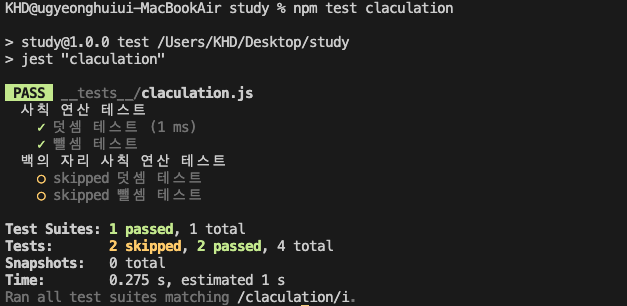 KHD@ugyeonghuiui-MacBookAir study % npm test claculation
> study@1.0.0 test /Users/KHD/Desktop/study
> jest "claculation"
PASS __tests__/claculation.js
사칙 연산 테스트
✓ 덧셈 테스트 (1 ms)
✓ 뺄셈 테스트
백의 자리 사칙 연산 테스트
○ skipped 덧셈 테스트
○ skipped 뺄셈 테스트
Test Suites: 1 passed, 1 total
Tests: 2 skipped, 2 passed, 4 total
Snapshots: 0 total
Time: 0.275 s, estimated 1 s
Ran all test suites matching /claculation/i.